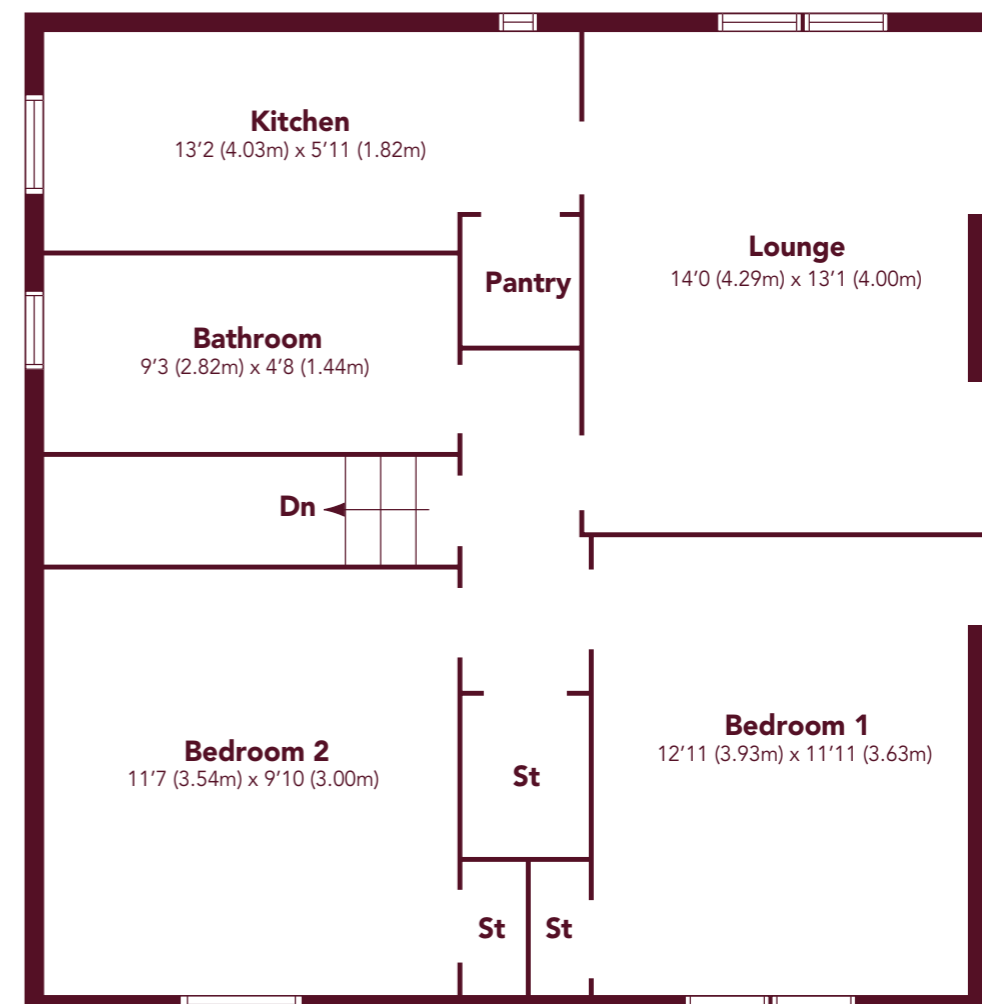 Kitchen
13’2 (4.03m) x 5’11 (1.82m)
Lounge
14’0 (4.29m) x 13’1 (4.00m)
Pantry
Bathroom
9’3 (2.82m) x 4’8 (1.44m)
Dn
Bedroom 2
11’7 (3.54m) x 9’10 (3.00m)
Bedroom 1
12’11 (3.93m) x 11’11 (3.63m)
St
St
St